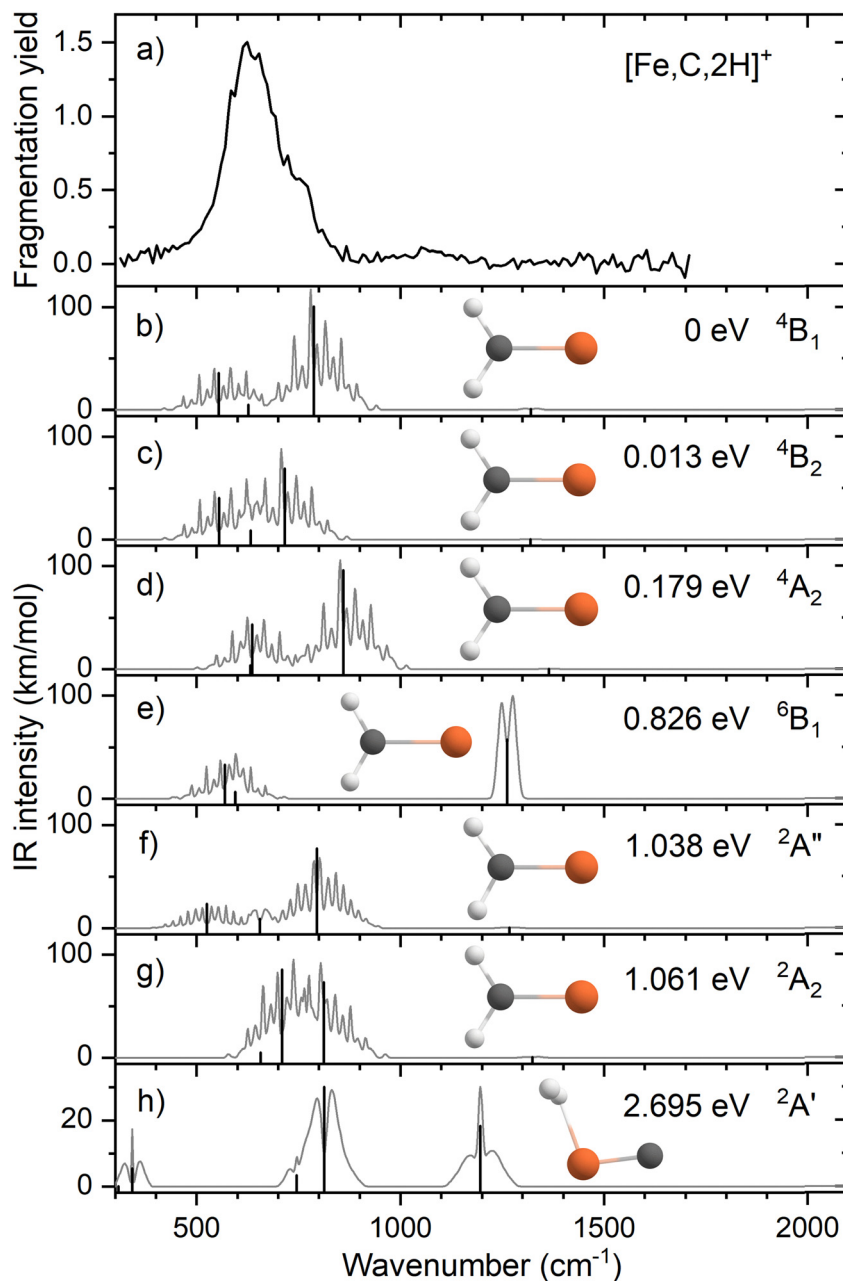 a)
[Fe,C,2H]⁺
Fragmentation yield
1.5
1.0
0.5
0.0
b)
0 eV ⁴B₁
100
0
c)
0.013 eV ⁴B₂
100
0
d)
0.179 eV ⁴A₂
100
0
e)
0.826 eV ⁶B₁
100
0
f)
1.038 eV ²A"
100
0
g)
1.061 eV ²A₂
100
0
h)
2.695 eV ²A'
20
0
IR intensity (km/mol)
500 1000 1500 2000
Wavenumber (cm⁻¹)